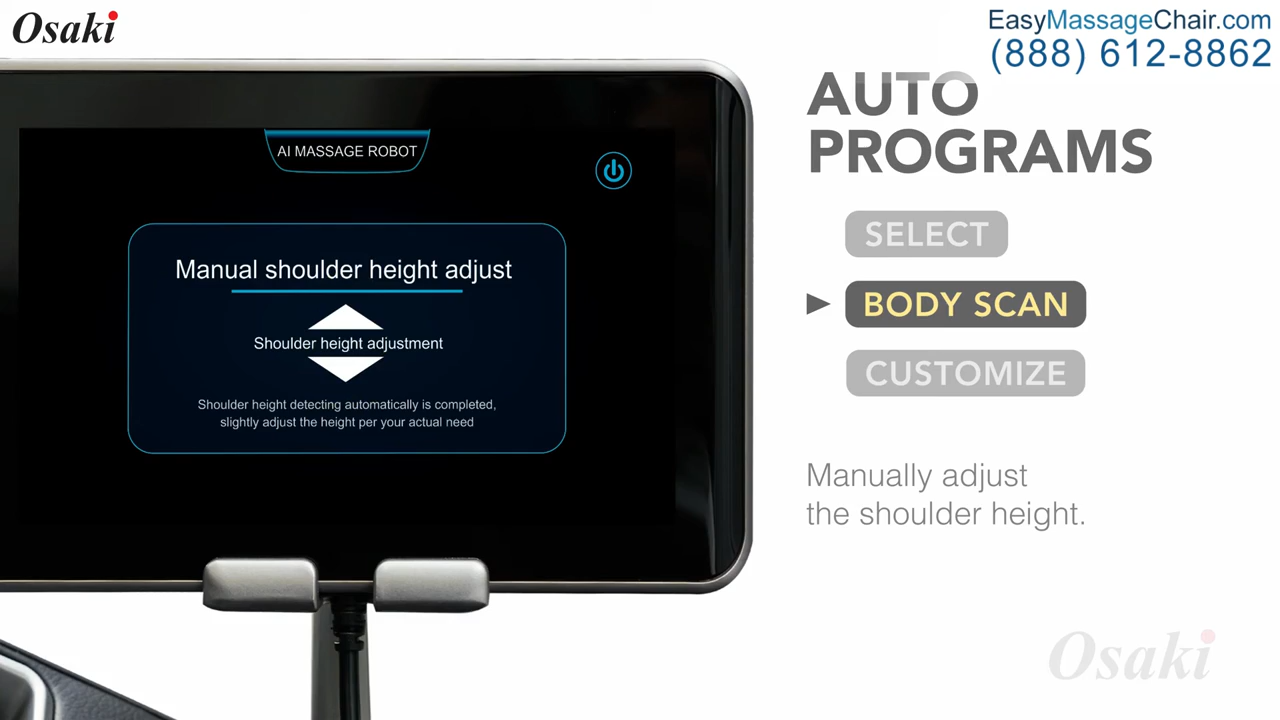 Osaki
EasyMassageChair.com
(888) 612-8862
AI MASSAGE ROBOT
Manual shoulder height adjust
Shoulder height adjustment
Shoulder height detecting automatically is completed,
slightly adjust the height per your actual need
AUTO
PROGRAMS
SELECT
BODY SCAN
CUSTOMIZE
Manually adjust
the shoulder height.
Osaki